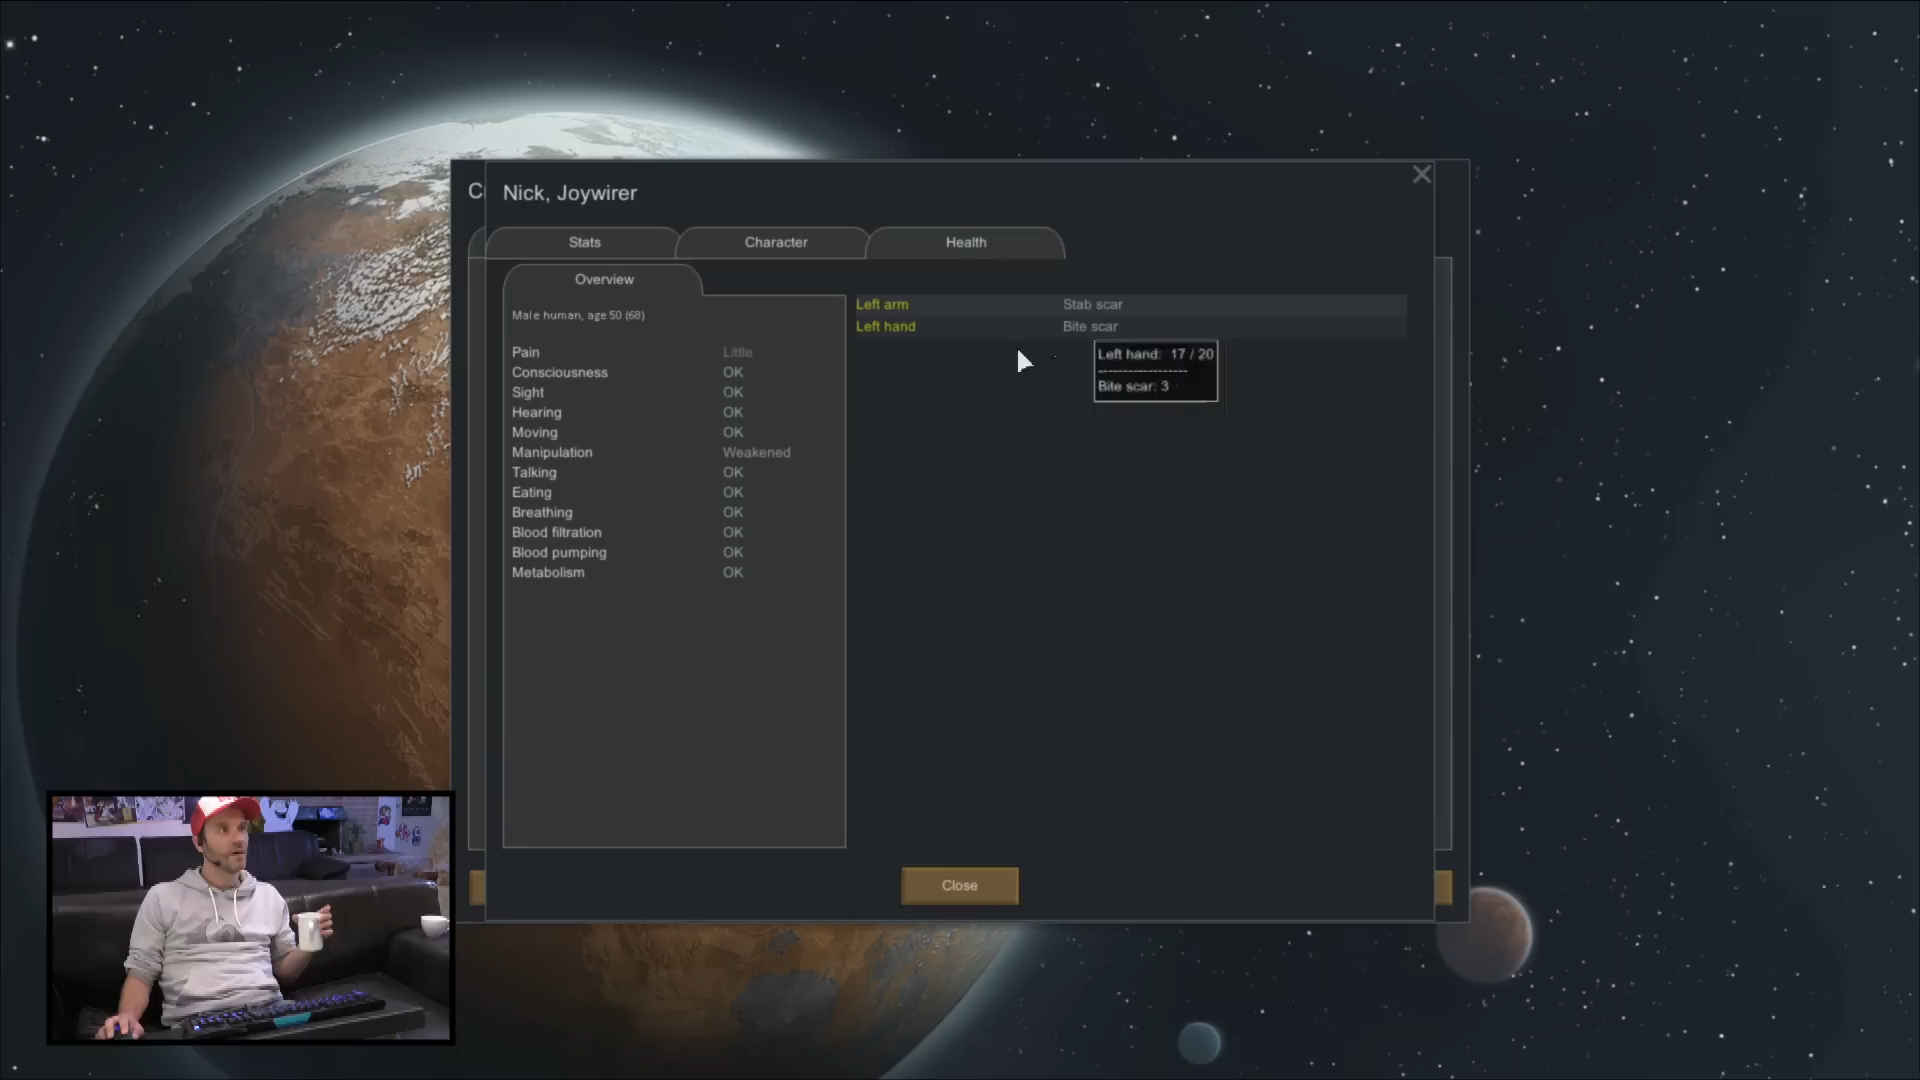 C
Nick, Joywirer
Stats
Character
Health
Overview
Male human, age 50 (68)
Pain Little
Consciousness OK
Sight OK
Hearing OK
Moving OK
Manipulation Weakened
Talking OK
Eating OK
Breathing OK
Blood filtration OK
Blood pumping OK
Metabolism OK
Left arm Stab scar
Left hand Bite scar
Left hand: 17 / 20
------------------
Bite scar: 3
Close